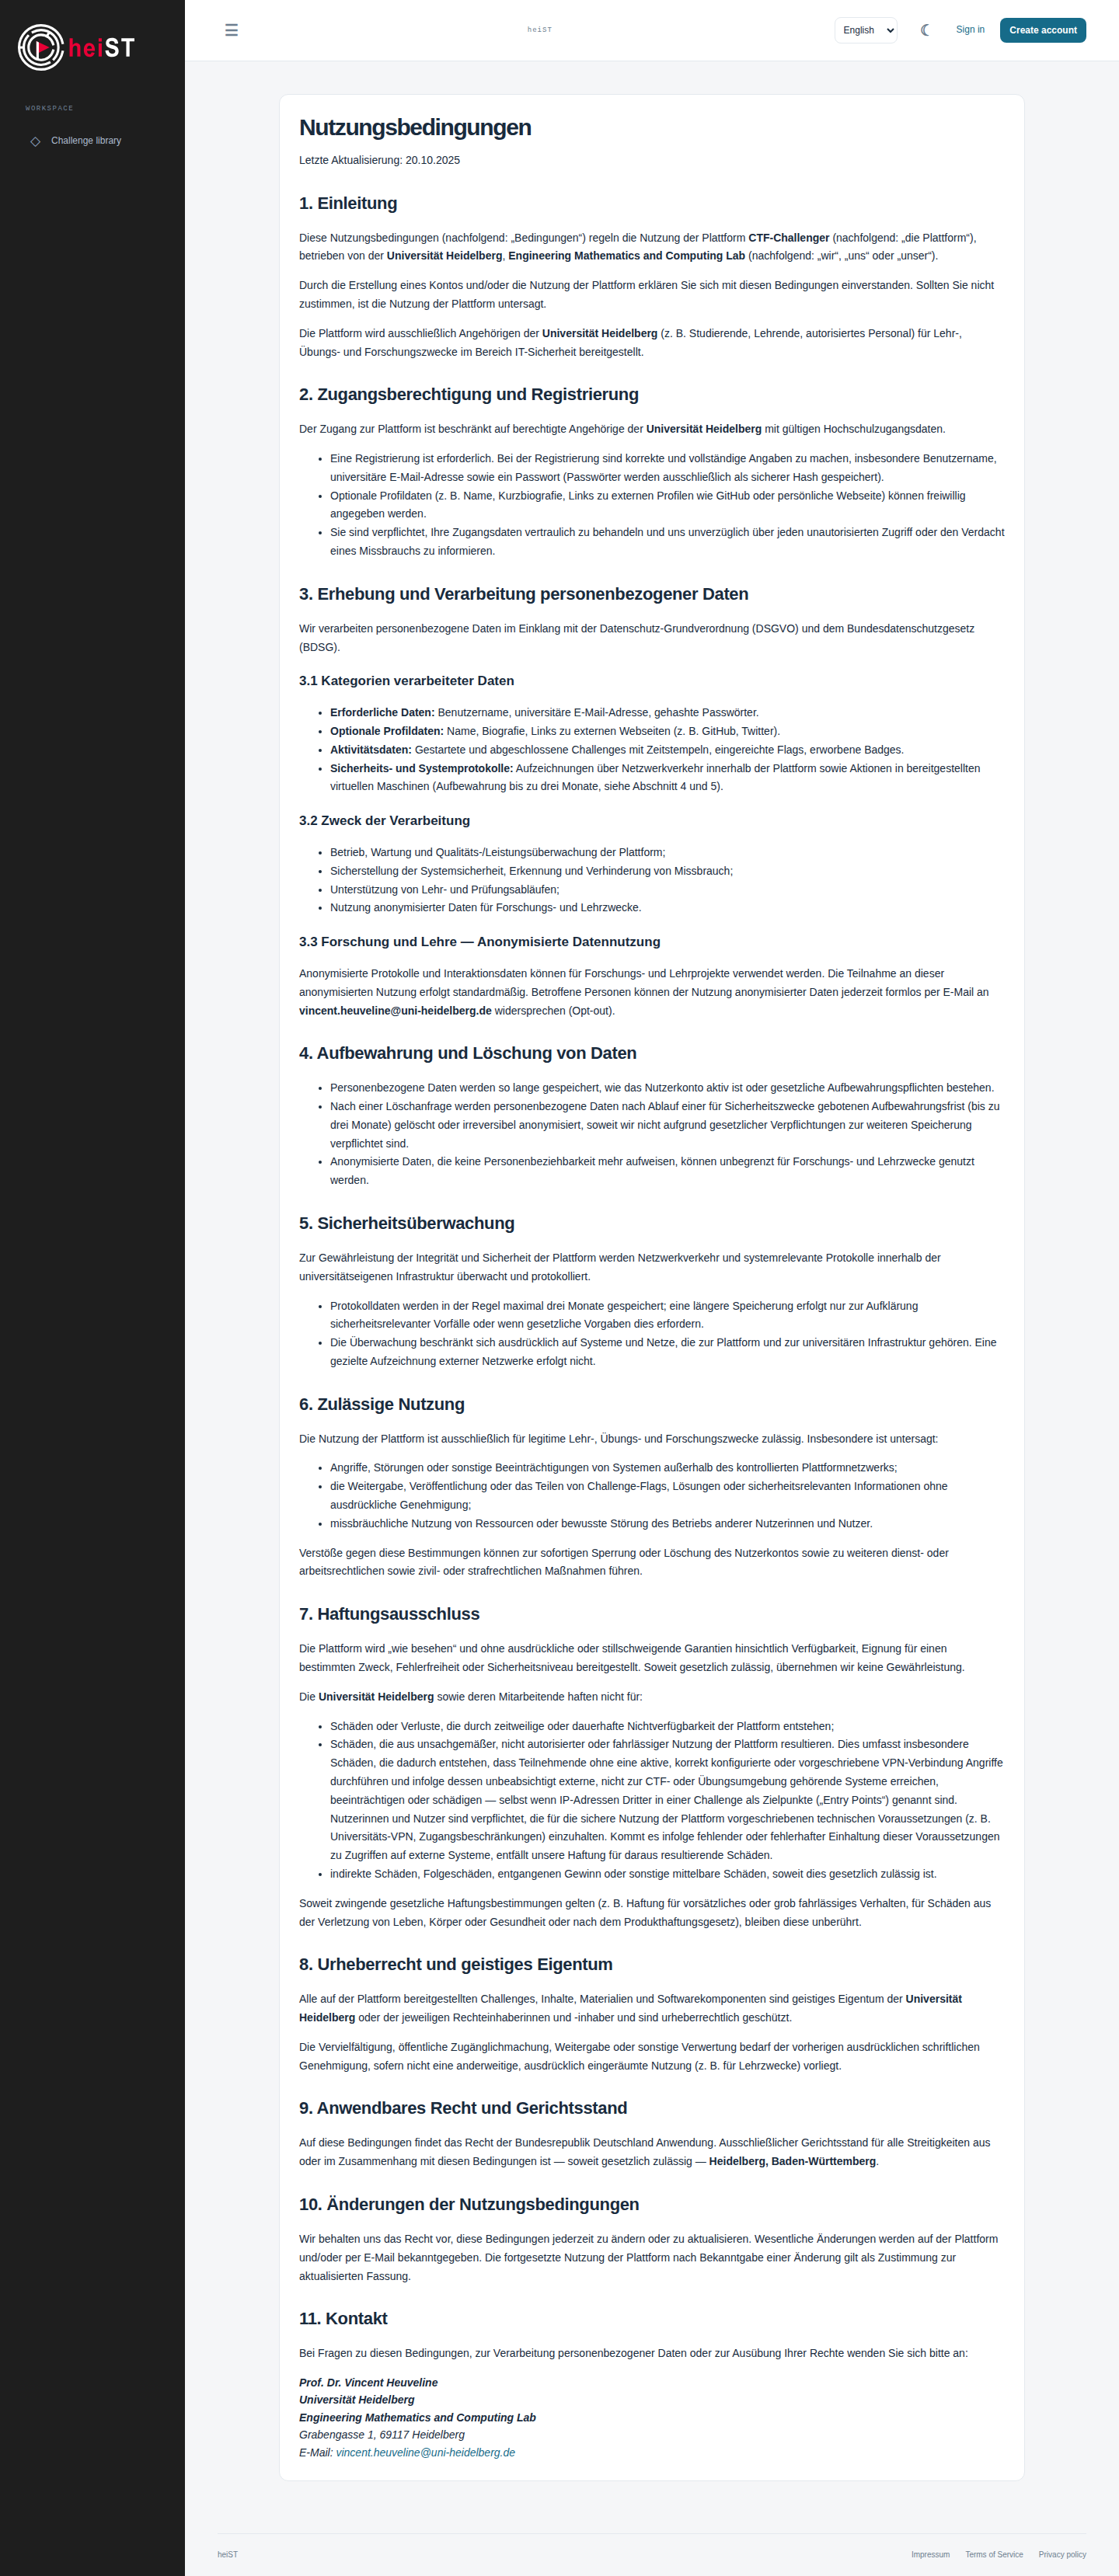 heiST
WORKSPACE
Challenge library
heiST
English
Sign in
Create account
Nutzungsbedingungen
Letzte Aktualisierung: 20.10.2025
1. Einleitung
Diese Nutzungsbedingungen (nachfolgend: „Bedingungen“) regeln die Nutzung der Plattform CTF-Challenger (nachfolgend: „die Plattform“),
betrieben von der Universität Heidelberg, Engineering Mathematics and Computing Lab (nachfolgend: „wir“, „uns“ oder „unser“).
Durch die Erstellung eines Kontos und/oder die Nutzung der Plattform erklären Sie sich mit diesen Bedingungen einverstanden. Sollten Sie nicht
zustimmen, ist die Nutzung der Plattform untersagt.
Die Plattform wird ausschließlich Angehörigen der Universität Heidelberg (z. B. Studierende, Lehrende, autorisiertes Personal) für Lehr-,
Übungs- und Forschungszwecke im Bereich IT-Sicherheit bereitgestellt.
2. Zugangsberechtigung und Registrierung
Der Zugang zur Plattform ist beschränkt auf berechtigte Angehörige der Universität Heidelberg mit gültigen Hochschulzugangsdaten.
• Eine Registrierung ist erforderlich. Bei der Registrierung sind korrekte und vollständige Angaben zu machen, insbesondere Benutzername,
universitäre E-Mail-Adresse sowie ein Passwort (Passwörter werden ausschließlich als sicherer Hash gespeichert).
• Optionale Profildaten (z. B. Name, Kurzbiografie, Links zu externen Profilen wie GitHub oder persönliche Webseite) können freiwillig
angegeben werden.
• Sie sind verpflichtet, Ihre Zugangsdaten vertraulich zu behandeln und uns unverzüglich über jeden unautorisierten Zugriff oder den Verdacht
eines Missbrauchs zu informieren.
3. Erhebung und Verarbeitung personenbezogener Daten
Wir verarbeiten personenbezogene Daten im Einklang mit der Datenschutz-Grundverordnung (DSGVO) und dem Bundesdatenschutzgesetz
(BDSG).
3.1 Kategorien verarbeiteter Daten
• Erforderliche Daten: Benutzername, universitäre E-Mail-Adresse, gehashte Passwörter.
• Optionale Profildaten: Name, Biografie, Links zu externen Webseiten (z. B. GitHub, Twitter).
• Aktivitätsdaten: Gestartete und abgeschlossene Challenges mit Zeitstempeln, eingereichte Flags, erworbene Badges.
• Sicherheits- und Systemprotokolle: Aufzeichnungen über Netzwerkverkehr innerhalb der Plattform sowie Aktionen in bereitgestellten
virtuellen Maschinen (Aufbewahrung bis zu drei Monate, siehe Abschnitt 4 und 5).
3.2 Zweck der Verarbeitung
• Betrieb, Wartung und Qualitäts-/Leistungsüberwachung der Plattform;
• Sicherstellung der Systemsicherheit, Erkennung und Verhinderung von Missbrauch;
• Unterstützung von Lehr- und Prüfungsabläufen;
• Nutzung anonymisierter Daten für Forschungs- und Lehrzwecke.
3.3 Forschung und Lehre — Anonymisierte Datennutzung
Anonymisierte Protokolle und Interaktionsdaten können für Forschungs- und Lehrprojekte verwendet werden. Die Teilnahme an dieser
anonymisierten Nutzung erfolgt standardmäßig. Betroffene Personen können der Nutzung anonymisierter Daten jederzeit formlos per E-Mail an
vincent.heuveline@uni-heidelberg.de widersprechen (Opt-out).
4. Aufbewahrung und Löschung von Daten
• Personenbezogene Daten werden so lange gespeichert, wie das Nutzerkonto aktiv ist oder gesetzliche Aufbewahrungspflichten bestehen.
• Nach einer Löschanfrage werden personenbezogene Daten nach Ablauf einer für Sicherheitszwecke gebotenen Aufbewahrungsfrist (bis zu
drei Monate) gelöscht oder irreversibel anonymisiert, soweit wir nicht aufgrund gesetzlicher Verpflichtungen zur weiteren Speicherung
verpflichtet sind.
• Anonymisierte Daten, die keine Personenbeziehbarkeit mehr aufweisen, können unbegrenzt für Forschungs- und Lehrzwecke genutzt
werden.
5. Sicherheitsüberwachung
Zur Gewährleistung der Integrität und Sicherheit der Plattform werden Netzwerkverkehr und systemrelevante Protokolle innerhalb der
universitätseigenen Infrastruktur überwacht und protokolliert.
• Protokolldaten werden in der Regel maximal drei Monate gespeichert; eine längere Speicherung erfolgt nur zur Aufklärung
sicherheitsrelevanter Vorfälle oder wenn gesetzliche Vorgaben dies erfordern.
• Die Überwachung beschränkt sich ausdrücklich auf Systeme und Netze, die zur Plattform und zur universitären Infrastruktur gehören. Eine
gezielte Aufzeichnung externer Netzwerke erfolgt nicht.
6. Zulässige Nutzung
Die Nutzung der Plattform ist ausschließlich für legitime Lehr-, Übungs- und Forschungszwecke zulässig. Insbesondere ist untersagt:
• Angriffe, Störungen oder sonstige Beeinträchtigungen von Systemen außerhalb des kontrollierten Plattformnetzwerks;
• die Weitergabe, Veröffentlichung oder das Teilen von Challenge-Flags, Lösungen oder sicherheitsrelevanten Informationen ohne
ausdrückliche Genehmigung;
• missbräuchliche Nutzung von Ressourcen oder bewusste Störung des Betriebs anderer Nutzerinnen und Nutzer.
Verstöße gegen diese Bestimmungen können zur sofortigen Sperrung oder Löschung des Nutzerkontos sowie zu weiteren dienst- oder
arbeitsrechtlichen sowie zivil- oder strafrechtlichen Maßnahmen führen.
7. Haftungsausschluss
Die Plattform wird „wie besehen“ und ohne ausdrückliche oder stillschweigende Garantien hinsichtlich Verfügbarkeit, Eignung für einen
bestimmten Zweck, Fehlerfreiheit oder Sicherheitsniveau bereitgestellt. Soweit gesetzlich zulässig, übernehmen wir keine Gewährleistung.
Die Universität Heidelberg sowie deren Mitarbeitende haften nicht für:
• Schäden oder Verluste, die durch zeitweilige oder dauerhafte Nichtverfügbarkeit der Plattform entstehen;
• Schäden, die aus unsachgemäßer, nicht autorisierter oder fahrlässiger Nutzung der Plattform resultieren. Dies umfasst insbesondere
Schäden, die dadurch entstehen, dass Teilnehmende ohne eine aktive, korrekt konfigurierte oder vorgeschriebene VPN-Verbindung Angriffe
durchführen und infolge dessen unbeabsichtigt externe, nicht zur CTF- oder Übungsumgebung gehörende Systeme erreichen,
beeinträchtigen oder schädigen — selbst wenn IP-Adressen Dritter in einer Challenge als Zielpunkte („Entry Points“) genannt sind.
Nutzerinnen und Nutzer sind verpflichtet, die für die sichere Nutzung der Plattform vorgeschriebenen technischen Voraussetzungen (z. B.
Universitäts-VPN, Zugangsbeschränkungen) einzuhalten. Kommt es infolge fehlender oder fehlerhafter Einhaltung dieser Voraussetzungen
zu Zugriffen auf externe Systeme, entfällt unsere Haftung für daraus resultierende Schäden.
• indirekte Schäden, Folgeschäden, entgangenen Gewinn oder sonstige mittelbare Schäden, soweit dies gesetzlich zulässig ist.
Soweit zwingende gesetzliche Haftungsbestimmungen gelten (z. B. Haftung für vorsätzliches oder grob fahrlässiges Verhalten, für Schäden aus
der Verletzung von Leben, Körper oder Gesundheit oder nach dem Produkthaftungsgesetz), bleiben diese unberührt.
8. Urheberrecht und geistiges Eigentum
Alle auf der Plattform bereitgestellten Challenges, Inhalte, Materialien und Softwarekomponenten sind geistiges Eigentum der Universität
Heidelberg oder der jeweiligen Rechteinhaberinnen und -inhaber und sind urheberrechtlich geschützt.
Die Vervielfältigung, öffentliche Zugänglichmachung, Weitergabe oder sonstige Verwertung bedarf der vorherigen ausdrücklichen schriftlichen
Genehmigung, sofern nicht eine anderweitige, ausdrücklich eingeräumte Nutzung (z. B. für Lehrzwecke) vorliegt.
9. Anwendbares Recht und Gerichtsstand
Auf diese Bedingungen findet das Recht der Bundesrepublik Deutschland Anwendung. Ausschließlicher Gerichtsstand für alle Streitigkeiten aus
oder im Zusammenhang mit diesen Bedingungen ist — soweit gesetzlich zulässig — Heidelberg, Baden-Württemberg.
10. Änderungen der Nutzungsbedingungen
Wir behalten uns das Recht vor, diese Bedingungen jederzeit zu ändern oder zu aktualisieren. Wesentliche Änderungen werden auf der Plattform
und/oder per E-Mail bekanntgegeben. Die fortgesetzte Nutzung der Plattform nach Bekanntgabe einer Änderung gilt als Zustimmung zur
aktualisierten Fassung.
11. Kontakt
Bei Fragen zu diesen Bedingungen, zur Verarbeitung personenbezogener Daten oder zur Ausübung Ihrer Rechte wenden Sie sich bitte an:
Prof. Dr. Vincent Heuveline
Universität Heidelberg
Engineering Mathematics and Computing Lab
Grabengasse 1, 69117 Heidelberg
E-Mail: vincent.heuveline@uni-heidelberg.de
heiST
Impressum
Terms of Service
Privacy policy